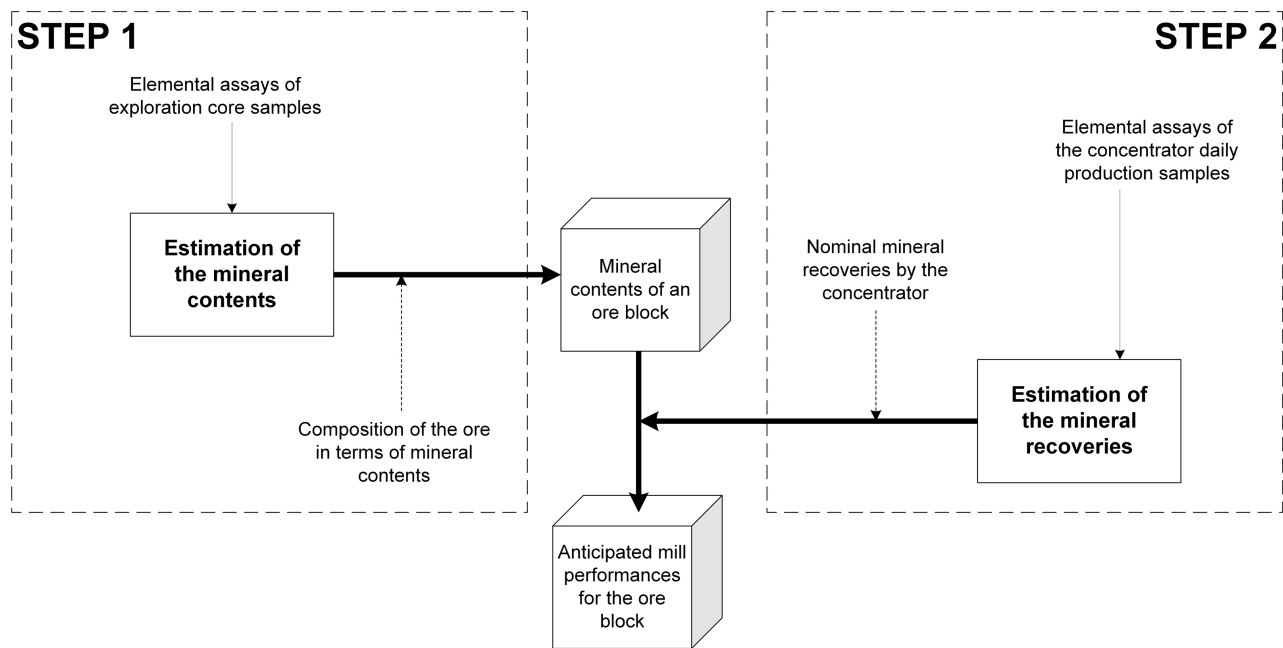 STEP 1
Elemental assays of
exploration core samples
Estimation of
the mineral
contents
Composition of the ore
in terms of mineral
contents
Mineral
contents of an
ore block
Anticipated mill
performances
for the ore
block
STEP 2
Elemental assays of
the concentrator daily
production samples
Nominal mineral
recoveries by the
concentrator
Estimation of
the mineral
recoveries